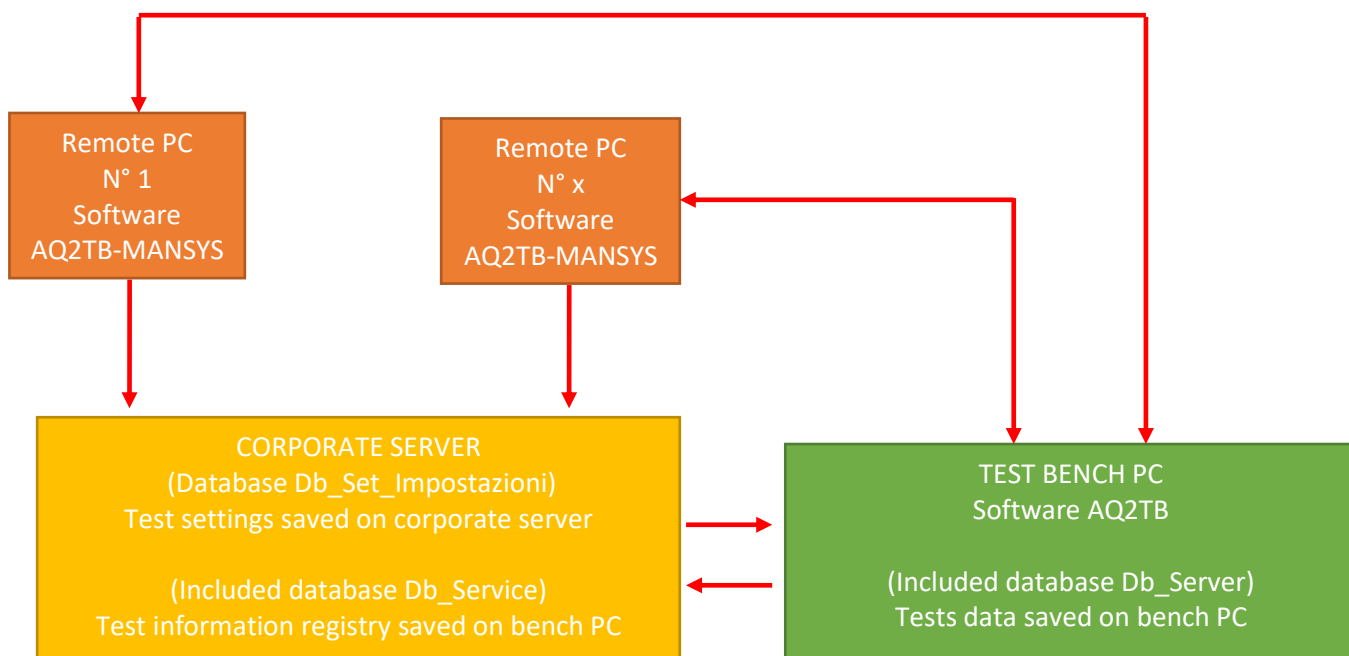 Remote PC
N° 1
Software
AQ2TB-MANSYS
Remote PC
N° x
Software
AQ2TB-MANSYS
CORPORATE SERVER
(Database Db_Set_Impostazioni)
Test settings saved on corporate server
(Included database Db_Service)
Test information registry saved on bench PC
TEST BENCH PC
Software AQ2TB
(Included database Db_Server)
Tests data saved on bench PC